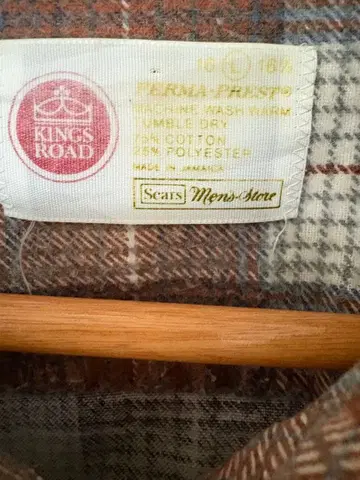 KINGS
ROAD
16 L 16½
PERMA-PREST®
MACHINE WASH WARM
TUMBLE DRY
75% COTTON
25% POLYESTER
MADE IN JAMAICA
Sears Men's Store